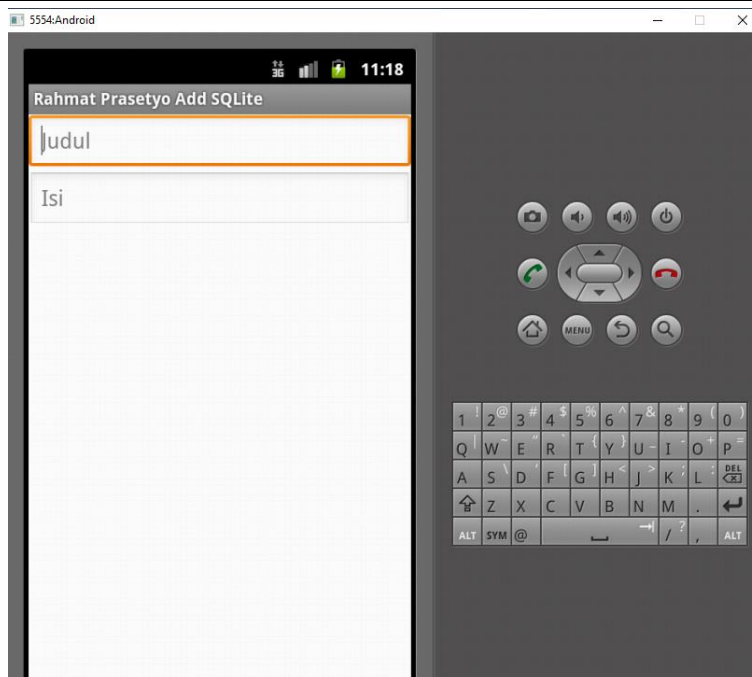 5554:Android
3G 11:18
Rahmat Prasetyo Add SQLite
Judul
Isi
MENU
1 ! 2 @ 3 # 4 $ 5 % 6 ^ 7 & 8 * 9 ( 0 )
Q | W ~ E " R ` T { Y } U _ I - O + P =
A S \ D ' F [ G ] H < J > K ; L : DEL
Z X C V B N M .
ALT SYM @ / ? , ALT